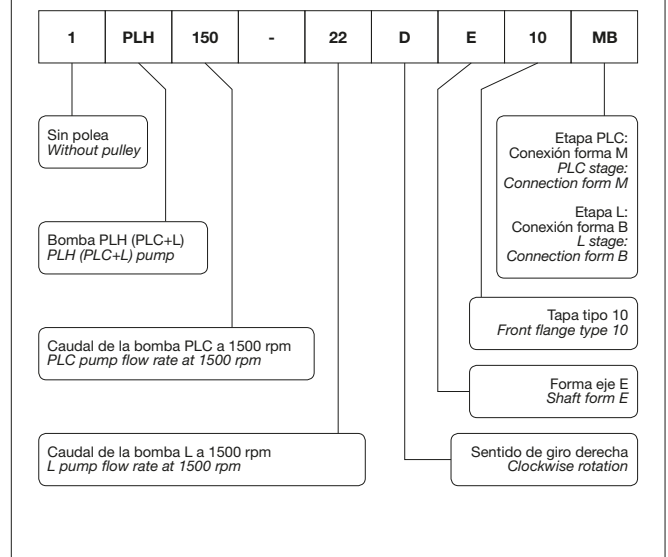 1 PLH 150 - 22 D E 10 MB
Sin polea
Without pulley
Etapa PLC:
Conexión forma M
PLC stage:
Connection form M
Etapa L:
Conexión forma B
L stage:
Connection form B
Bomba PLH (PLC+L)
PLH (PLC+L) pump
Tapa tipo 10
Front flange type 10
Caudal de la bomba PLC a 1500 rpm
PLC pump flow rate at 1500 rpm
Forma eje E
Shaft form E
Caudal de la bomba L a 1500 rpm
L pump flow rate at 1500 rpm
Sentido de giro derecha
Clockwise rotation